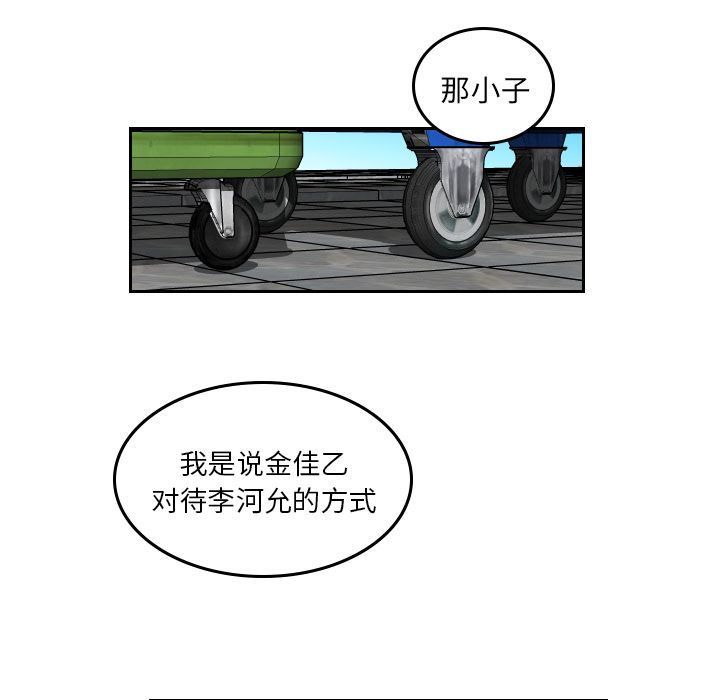 那小子
我是说金佳乙
对待李河允的方式